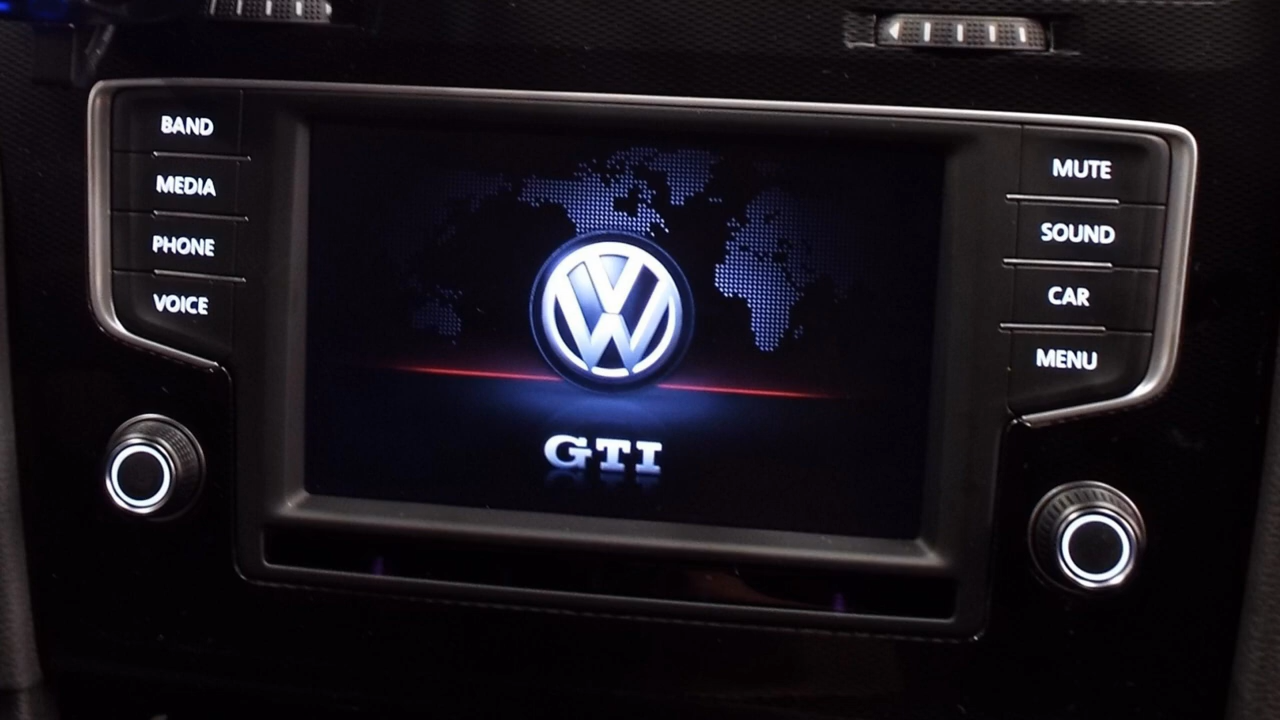 BAND
MEDIA
PHONE
VOICE
GTI
MUTE
SOUND
CAR
MENU